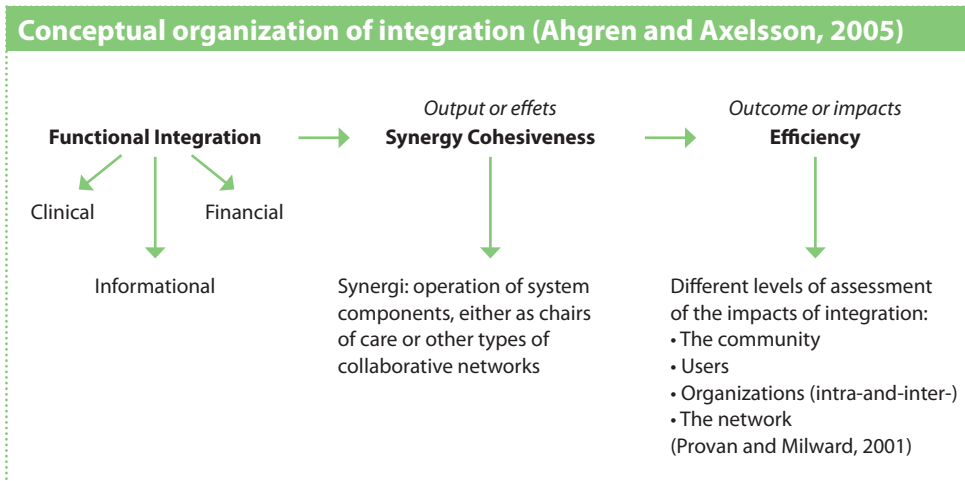 Conceptual organization of integration (Ahgren and Axelsson, 2005)
Functional Integration
Clinical
Financial
Informational
Output or effets
Synergy Cohesiveness
Synergi: operation of system
components, either as chairs
of care or other types of
collaborative networks
Outcome or impacts
Efficiency
Different levels of assessment
of the impacts of integration:
• The community
• Users
• Organizations (intra-and-inter-)
• The network
(Provan and Milward, 2001)